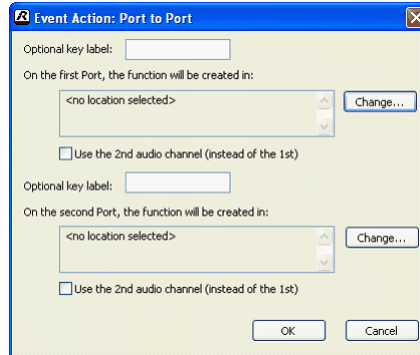 Event Action: Port to Port
Optional key label:
On the first Port, the function will be created in:
<no location selected>
Change...
Use the 2nd audio channel (instead of the 1st)
Optional key label:
On the second Port, the function will be created in:
<no location selected>
Change...
Use the 2nd audio channel (instead of the 1st)
OK Cancel